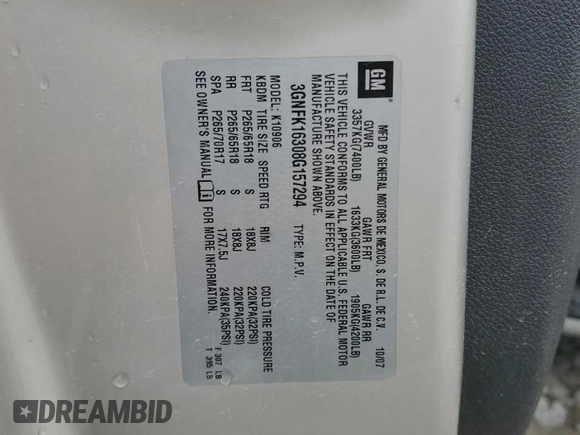 GM
MFD BY GENERAL MOTORS DE MEXICO, S. DE R.L. DE C.V. 10/07
GVWR GAWR FRT GAWR RR
3357KG(7400LB) 1633KG(3600LB) 1905KG(4200LB)
THIS VEHICLE CONFORMS TO ALL APPLICABLE U.S. FEDERAL MOTOR
VEHICLE SAFETY STANDARDS IN EFFECT ON THE DATE OF
MANUFACTURE SHOWN ABOVE.
3GNFK16308G157294 TYPE: M.P.V.
MODEL: K10906
KBDM TIRE SIZE SPEED RTG RIM COLD TIRE PRESSURE
FRT P265/65R18 S 18X8J 220KPA(32PSI)
RR P265/65R18 S 18X8J 220KPA(32PSI)
SPA P265/70R17 S 17X7.5J 240KPA(35PSI)
SEE OWNER'S MANUAL FOR MORE INFORMATION.
F 307 LB
T 395 LB
DREAMBID